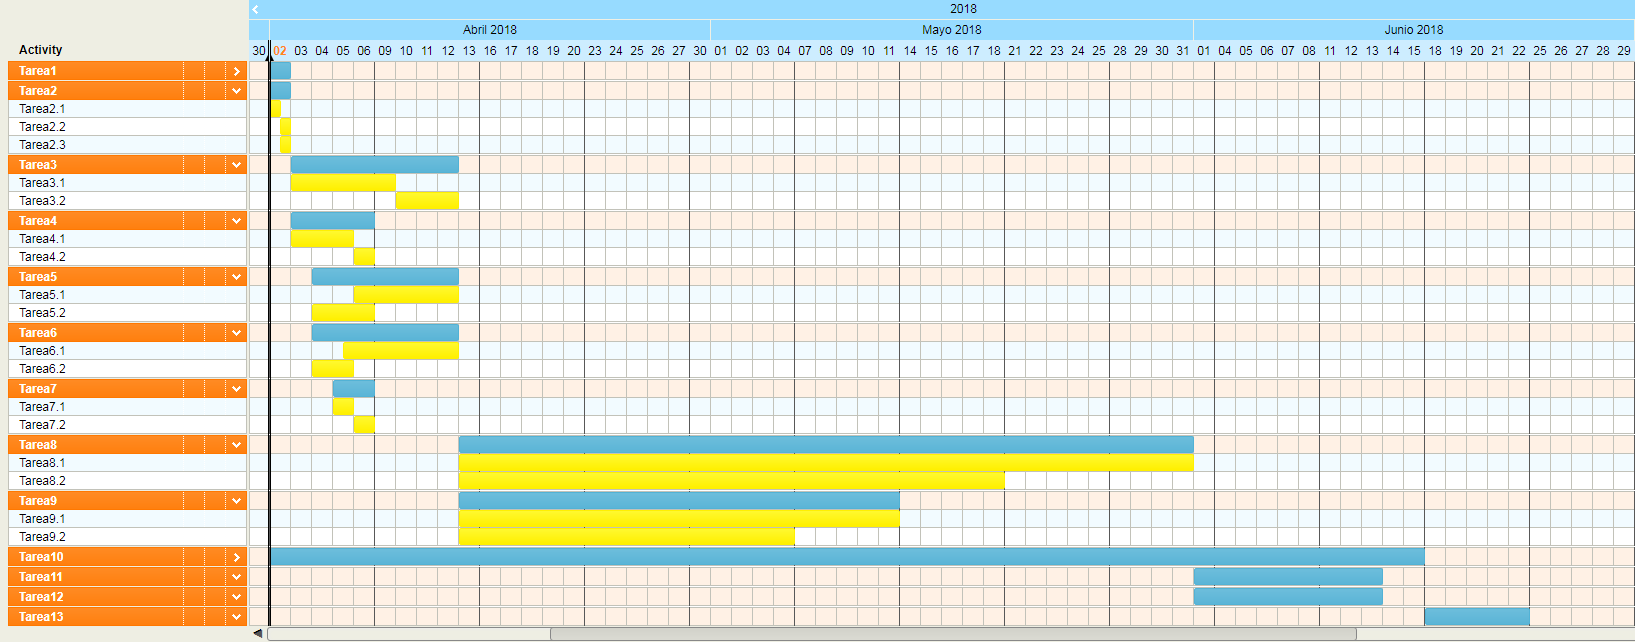 2018
Abril 2018 Mayo 2018 Junio 2018
Activity 30 02 03 04 05 06 09 10 11 12 13 16 17 18 19 20 23 24 25 26 27 30 01 02 03 04 07 08 09 10 11 14 15 16 17 18 21 22 23 24 25 28 29 30 31 01 04 05 06 07 08 11 12 13 14 15 18 19 20 21 22 25 26 27 28 29
Tarea1
Tarea2
Tarea2.1
Tarea2.2
Tarea2.3
Tarea3
Tarea3.1
Tarea3.2
Tarea4
Tarea4.1
Tarea4.2
Tarea5
Tarea5.1
Tarea5.2
Tarea6
Tarea6.1
Tarea6.2
Tarea7
Tarea7.1
Tarea7.2
Tarea8
Tarea8.1
Tarea8.2
Tarea9
Tarea9.1
Tarea9.2
Tarea10
Tarea11
Tarea12
Tarea13